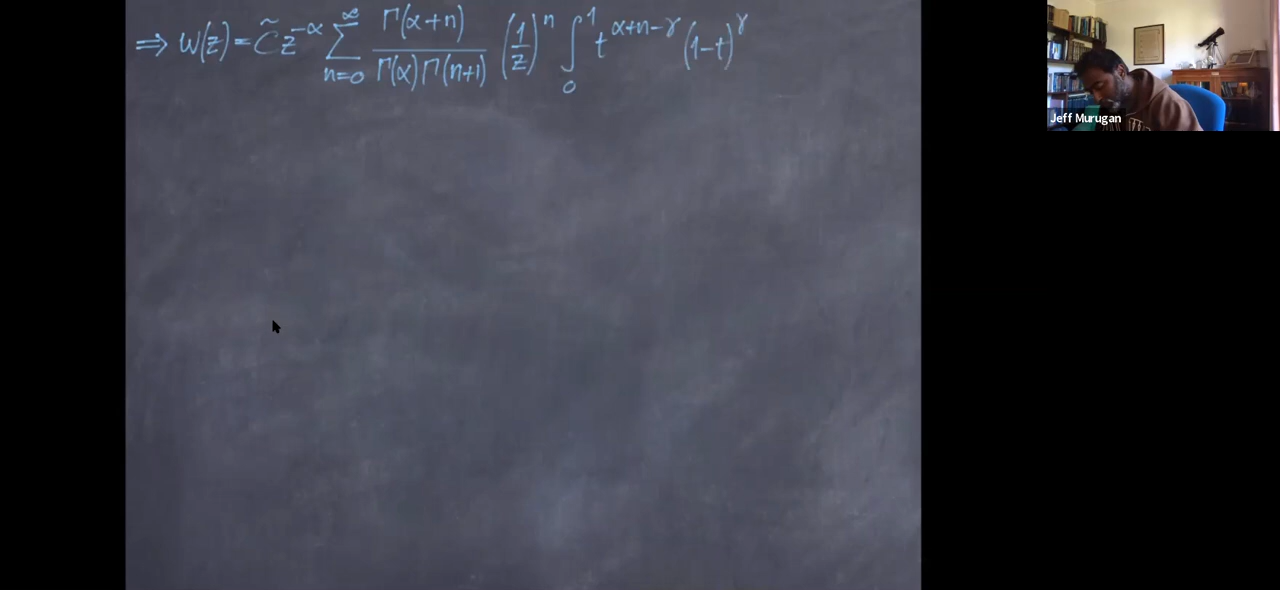 ⇒ W(z) = C̃ z^{-α} ∑_{n=0}^{∞} Γ(α+n) / Γ(α)Γ(n+1) (1/z)^n ∫_0^1 t^{α+n-γ} (1-t)^γ
Jeff Murugan